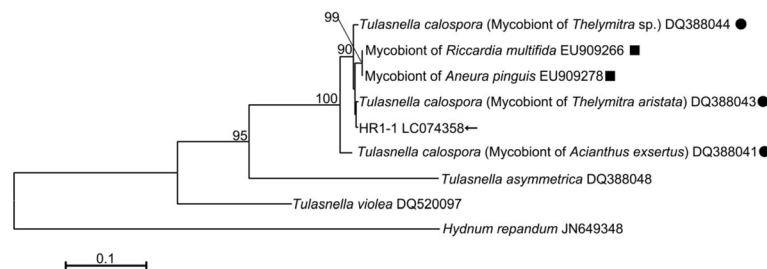 99
Tulasnella calospora (Mycobiont of Thelymitra sp.) DQ388044 ●
90
Mycobiont of Riccardia multifida EU909266 ■
Mycobiont of Aneura pinguis EU909278 ■
100
Tulasnella calospora (Mycobiont of Thelymitra aristata) DQ388043 ●
HR1-1 LC074358←
95
Tulasnella calospora (Mycobiont of Acianthus exsertus) DQ388041 ●
Tulasnella asymmetrica DQ388048
Tulasnella violea DQ520097
Hydnum repandum JN649348
0.1